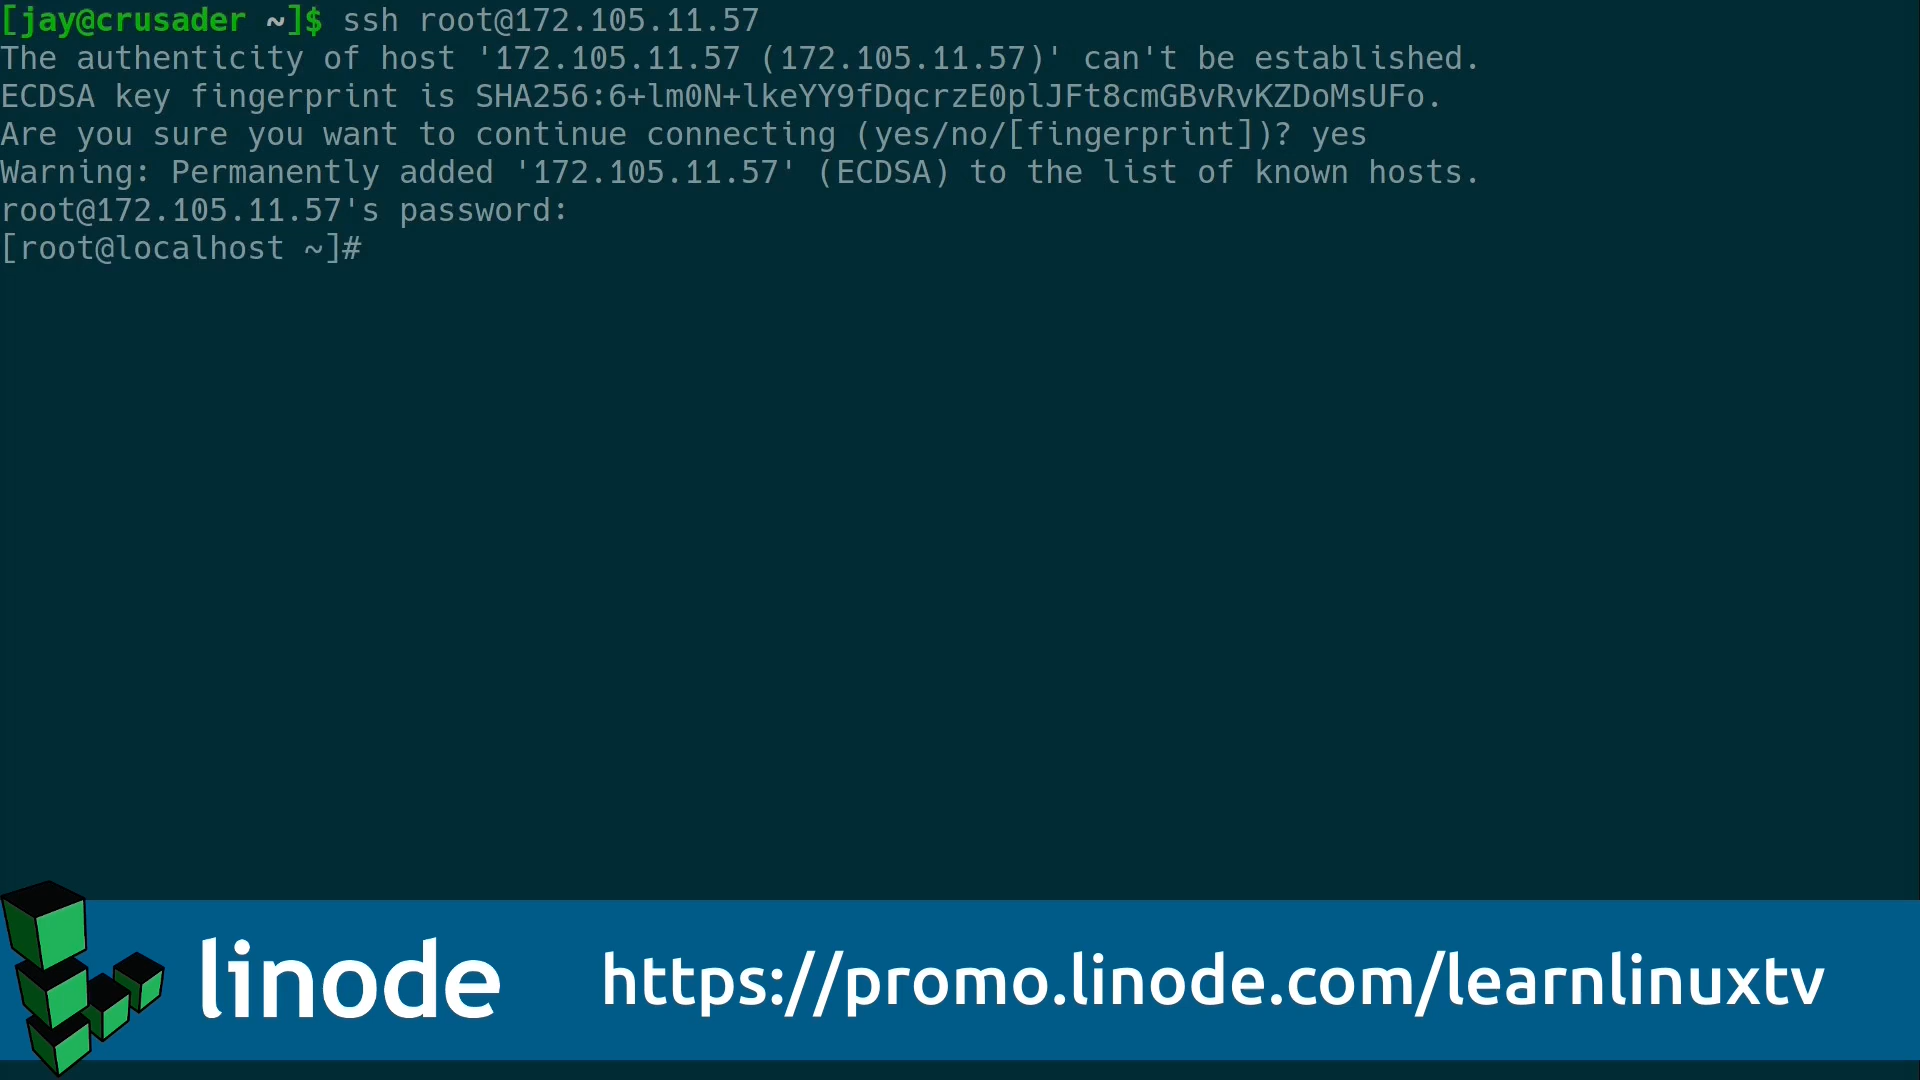 [jay@crusader ~]$ ssh root@172.105.11.57
The authenticity of host '172.105.11.57 (172.105.11.57)' can't be established.
ECDSA key fingerprint is SHA256:6+lm0N+lkeYY9fDqcrzE0plJFt8cmGBvRvKZDoMsUFo.
Are you sure you want to continue connecting (yes/no/[fingerprint])? yes
Warning: Permanently added '172.105.11.57' (ECDSA) to the list of known hosts.
root@172.105.11.57's password:
[root@localhost ~]#
linode https://promo.linode.com/learnlinuxtv